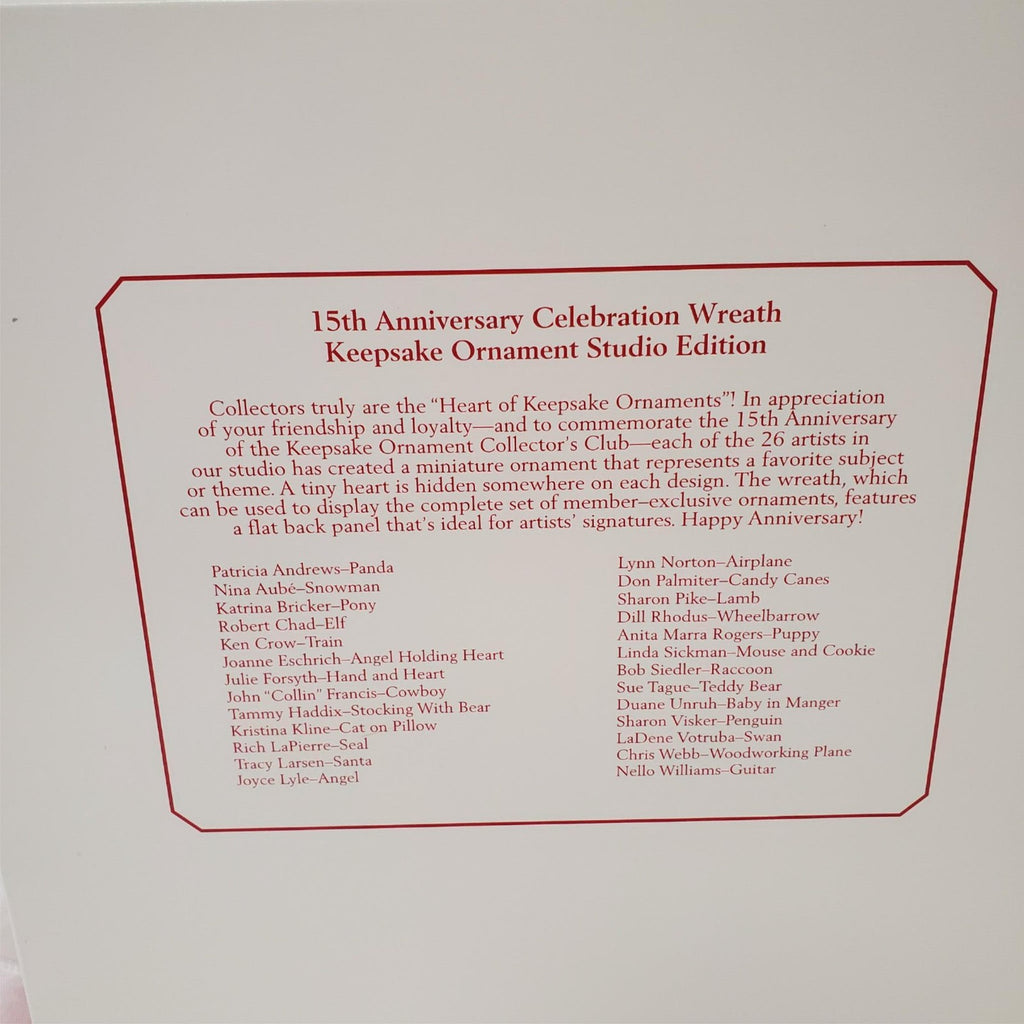 15th Anniversary Celebration Wreath
Keepsake Ornament Studio Edition
Collectors truly are the “Heart of Keepsake Ornaments”! In appreciation
of your friendship and loyalty—and to commemorate the 15th Anniversary
of the Keepsake Ornament Collector’s Club—each of the 26 artists in
our studio has created a miniature ornament that represents a favorite subject
or theme. A tiny heart is hidden somewhere on each design. The wreath, which
can be used to display the complete set of member–exclusive ornaments, features
a flat back panel that’s ideal for artists’ signatures. Happy Anniversary!
Patricia Andrews–Panda
Nina Aubé–Snowman
Katrina Bricker–Pony
Robert Chad–Elf
Ken Crow–Train
Joanne Eschrich–Angel Holding Heart
Julie Forsyth–Hand and Heart
John “Collin” Francis–Cowboy
Tammy Haddix–Stocking With Bear
Kristina Kline–Cat on Pillow
Rich LaPierre–Seal
Tracy Larsen–Santa
Joyce Lyle–Angel
Lynn Norton–Airplane
Don Palmiter–Candy Canes
Sharon Pike–Lamb
Dill Rhodus–Wheelbarrow
Anita Marra Rogers–Puppy
Linda Sickman–Mouse and Cookie
Bob Siedler–Raccoon
Sue Tague–Teddy Bear
Duane Unruh–Baby in Manger
Sharon Visker–Penguin
LaDene Votruba–Swan
Chris Webb–Woodworking Plane
Nello Williams–Guitar